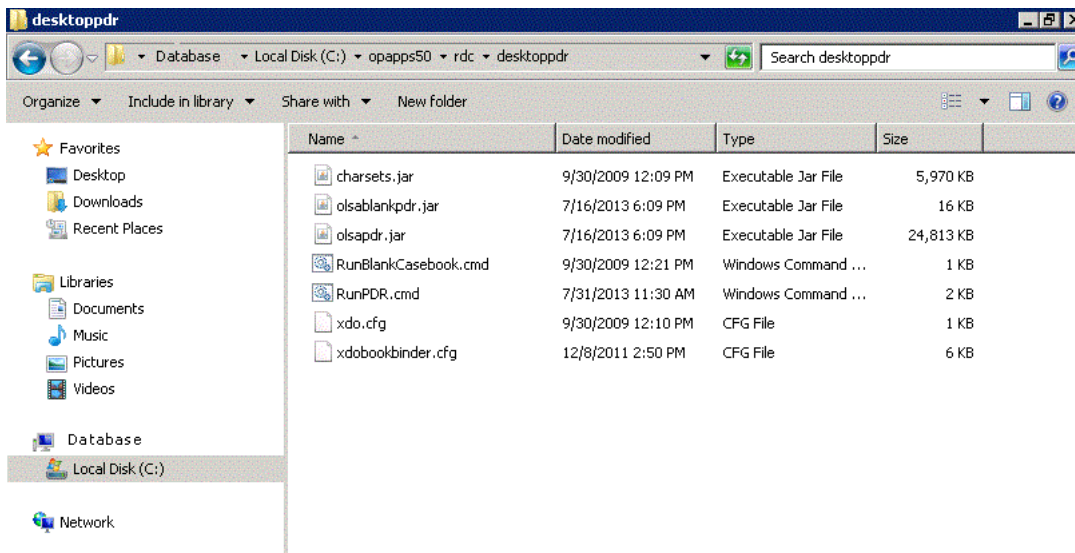 desktoppdr
Database Local Disk (C:) opapps50 rdc desktoppdr Search desktoppdr
Organize Include in library Share with New folder
Name Date modified Type Size
Favorites
Desktop
Downloads
Recent Places
Libraries
Documents
Music
Pictures
Videos
Database
Local Disk (C:)
Network
charsets.jar 9/30/2009 12:09 PM Executable Jar File 5,970 KB
olsablankpdr.jar 7/16/2013 6:09 PM Executable Jar File 16 KB
olsapdr.jar 7/16/2013 6:09 PM Executable Jar File 24,813 KB
RunBlankCasebook.cmd 9/30/2009 12:21 PM Windows Command ... 1 KB
RunPDR.cmd 7/31/2013 11:30 AM Windows Command ... 2 KB
xdo.cfg 9/30/2009 12:10 PM CFG File 1 KB
xdobookbinder.cfg 12/8/2011 2:50 PM CFG File 6 KB